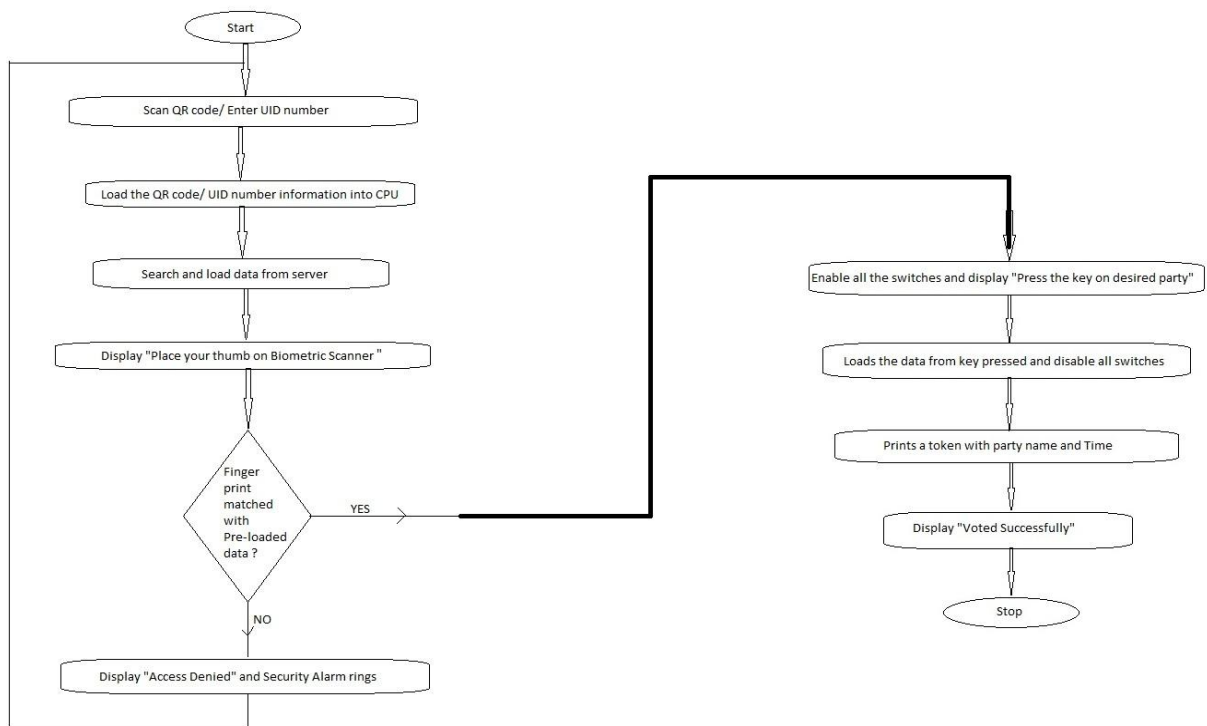 Start
Scan QR code/ Enter UID number
Load the QR code/ UID number information into CPU
Search and load data from server
Display "Place your thumb on Biometric Scanner "
Finger
print
matched
with
Pre-loaded
data ?
YES
NO
Display "Access Denied" and Security Alarm rings
Enable all the switches and display "Press the key on desired party"
Loads the data from key pressed and disable all switches
Prints a token with party name and Time
Display "Voted Successfully"
Stop